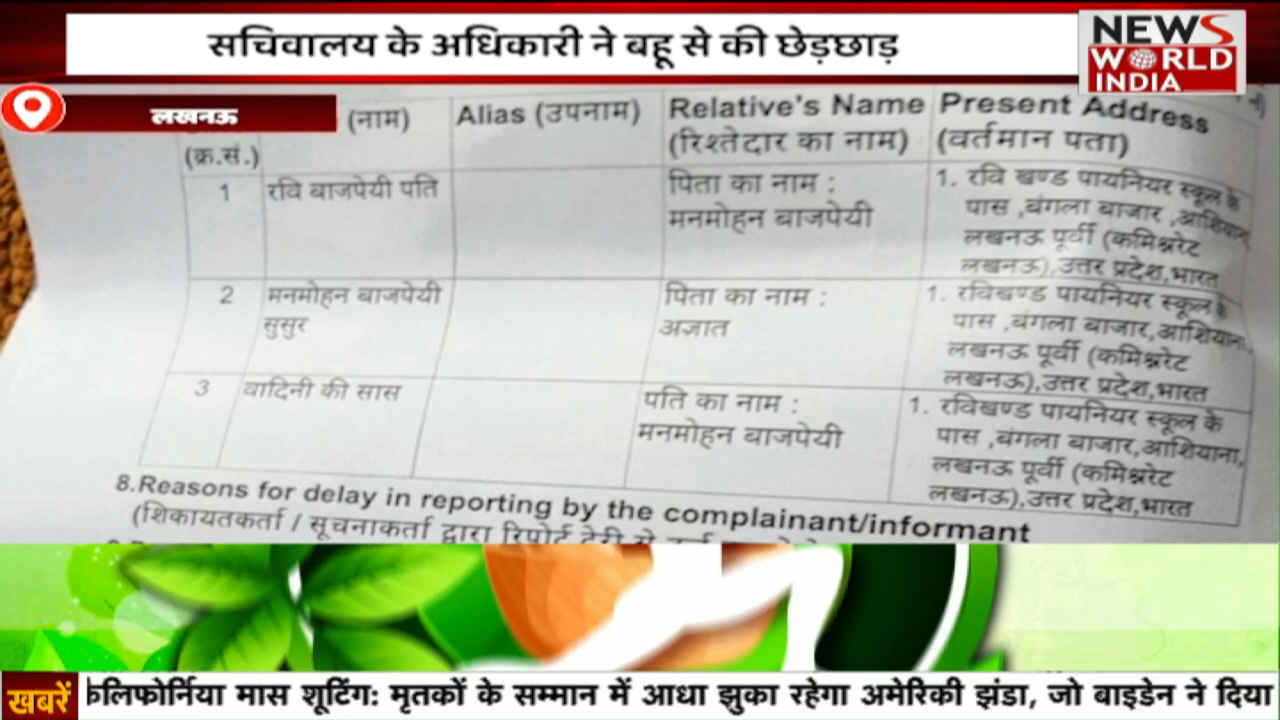 सचिवालय के अधिकारी ने बहू से की छेड़छाड़
NEWS
WORLD
INDIA
लखनऊ
(नाम)
Alias (उपनाम)
Relative's Name
(रिश्तेदार का नाम)
Present Address
(वर्तमान पता)
(क्र.सं.)
1
रवि बाजपेयी पति
पिता का नाम :
मनमोहन बाजपेयी
1. रवि खण्ड पायनियर स्कूल के
पास ,बंगला बाजार ,आशियाना
लखनऊ पूर्वी (कमिश्नरेट
लखनऊ),उत्तर प्रदेश,भारत
2
मनमोहन बाजपेयी
सुसुर
पिता का नाम :
अज्ञात
1. रविखण्ड पायनियर स्कूल के
पास ,बंगला बाजार,आशियाना,
लखनऊ पूर्वी (कमिश्नरेट
लखनऊ),उत्तर प्रदेश,भारत
3
वादिनी की सास
पति का नाम :
मनमोहन बाजपेयी
1. रविखण्ड पायनियर स्कूल के
पास ,बंगला बाजार,आशियाना,
लखनऊ पूर्वी (कमिश्नरेट
लखनऊ),उत्तर प्रदेश,भारत
8.Reasons for delay in reporting by the complainant/informant
(शिकायतकर्ता / सूचनाकर्ता द्वारा रिपोर्ट देरी से
खबरें
केलिफोर्निया मास शूटिंग: मृतकों के सम्मान में आधा झुका रहेगा अमेरिकी झंडा, जो बाइडेन ने दिया